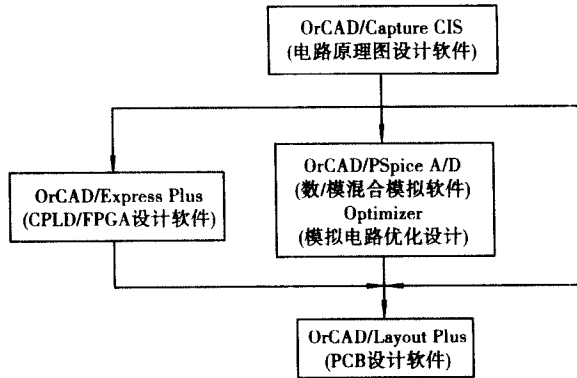 OrCAD/Capture CIS
(电路原理图设计软件)
OrCAD/Express Plus
(CPLD/FPGA设计软件)
OrCAD/PSpice A/D
(数/模混合模拟软件)
Optimizer
(模拟电路优化设计)
OrCAD/Layout Plus
(PCB设计软件)